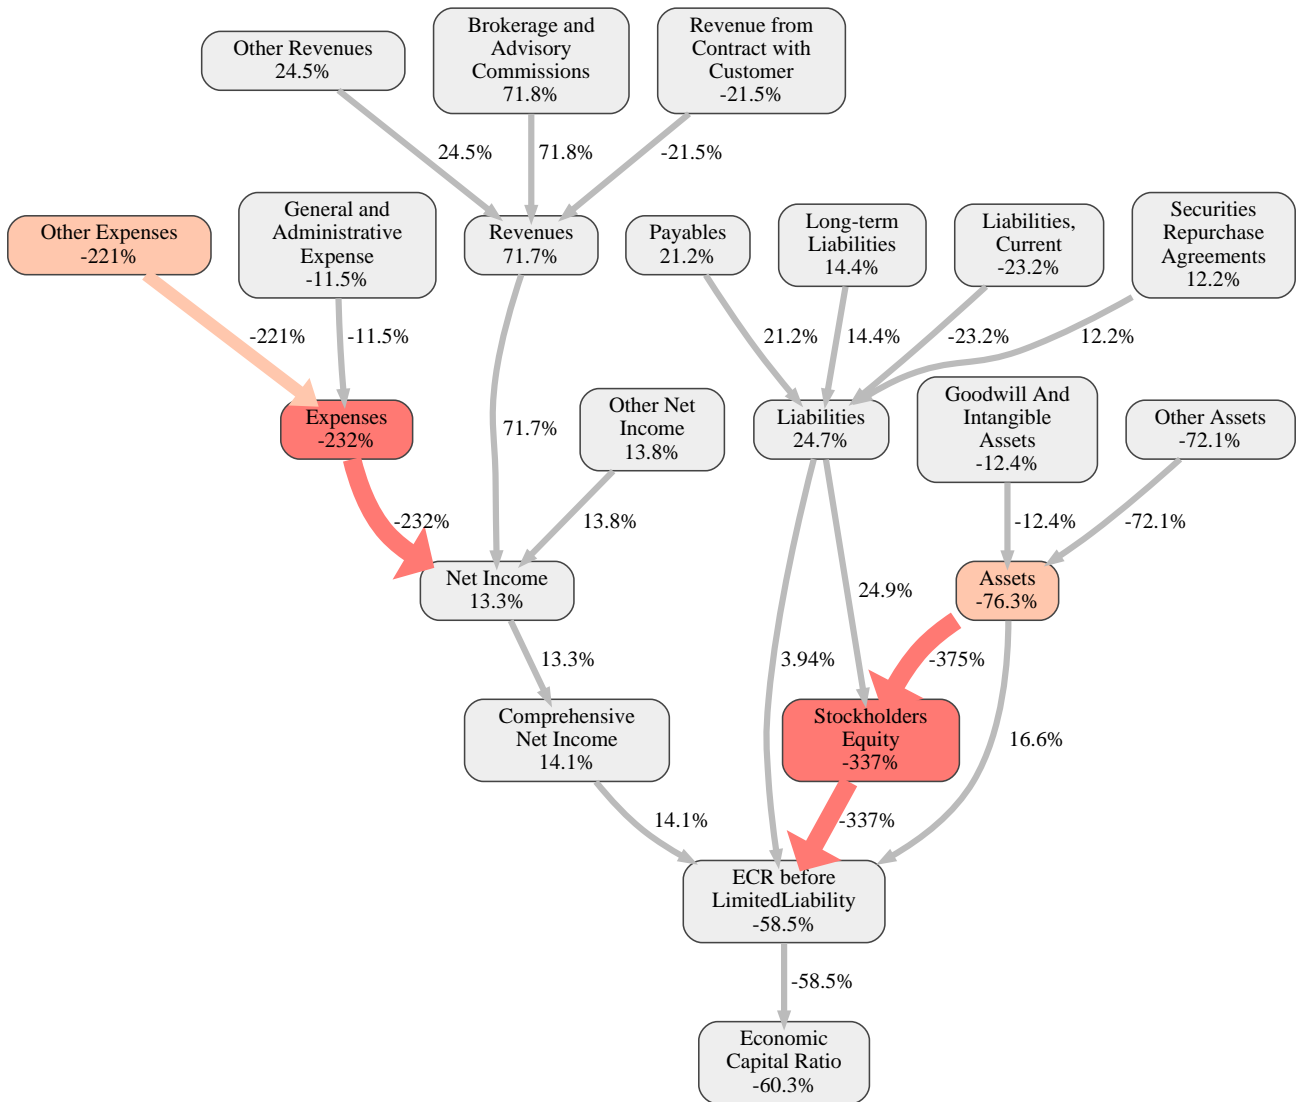 Other Revenues
24.5%
Brokerage and
Advisory
Commissions
71.8%
Revenue from
Contract with
Customer
-21.5%
24.5%
71.8%
-21.5%
Other Expenses
-221%
General and
Administrative
Expense
-11.5%
Revenues
71.7%
Payables
21.2%
Long-term
Liabilities
14.4%
Liabilities,
Current
-23.2%
Securities
Repurchase
Agreements
12.2%
-221%
-11.5%
21.2%
14.4%
-23.2%
12.2%
Expenses
-232%
71.7%
Other Net
Income
13.8%
Liabilities
24.7%
Goodwill And
Intangible
Assets
-12.4%
Other Assets
-72.1%
-232%
13.8%
-12.4%
-72.1%
Net Income
13.3%
24.9%
Assets
-76.3%
13.3%
3.94%
-375%
16.6%
Comprehensive
Net Income
14.1%
Stockholders
Equity
-337%
14.1%
-337%
ECR before
LimitedLiability
-58.5%
-58.5%
Economic
Capital Ratio
-60.3%